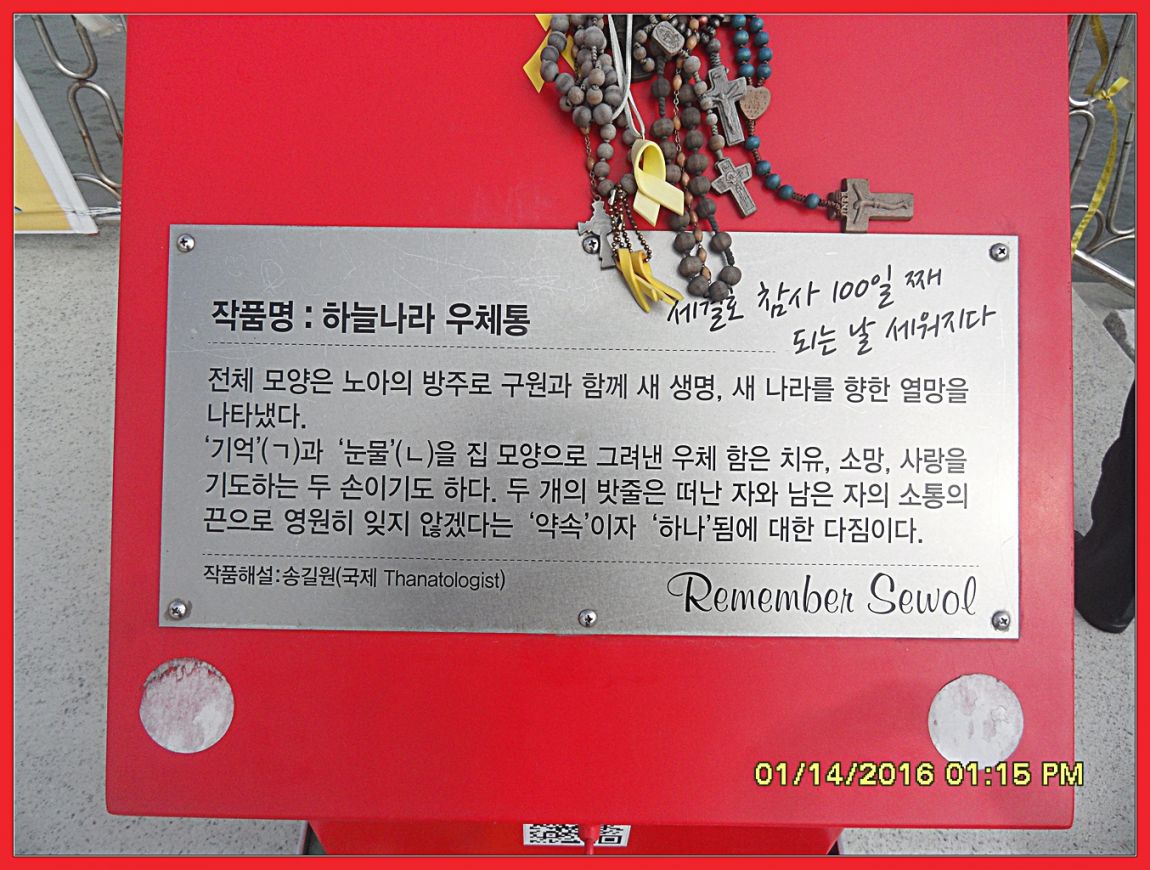 세월호 참사 100일 째
되는 날 세워지다
작품명 : 하늘나라 우체통
전체 모양은 노아의 방주로 구원과 함께 새 생명, 새 나라를 향한 열망을
나타냈다.
‘기억’(ㄱ)과 ‘눈물’(ㄴ)을 집 모양으로 그려낸 우체 함은 치유, 소망, 사랑을
기도하는 두 손이기도 하다. 두 개의 밧줄은 떠난 자와 남은 자의 소통의
끈으로 영원히 잊지 않겠다는 ‘약속’이자 ‘하나’됨에 대한 다짐이다.
작품해설:송길원(국제 Thanatologist)
Remember Sewol
01/14/2016 01:15 PM